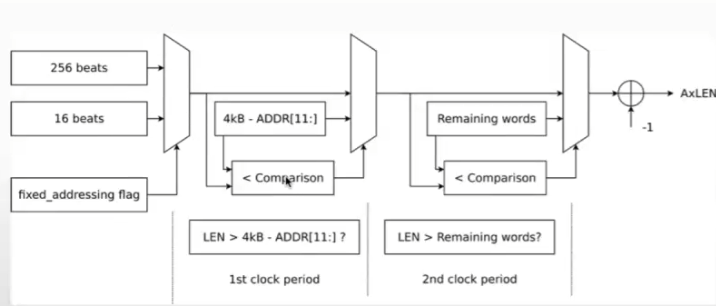 256 beats
16 beats
fixed_addressing flag
4kB - ADDR[11:]
< Comparison
LEN > 4kB - ADDR[11:] ?
1st clock period
Remaining words
< Comparison
LEN > Remaining words?
2nd clock period
AxLEN
-1